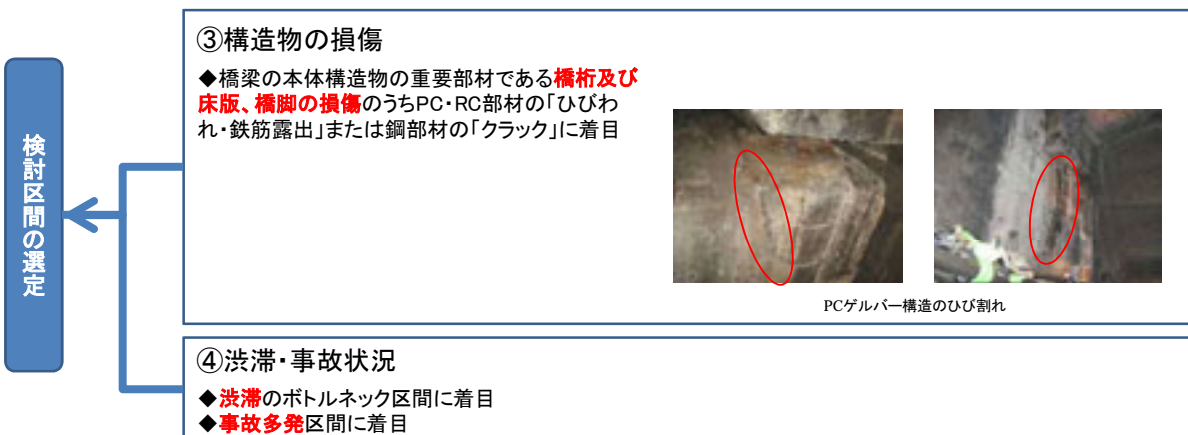 検討区間の選定
③構造物の損傷
◆橋梁の本体構造物の重要部材である橋桁及び
床版、橋脚の損傷のうちPC・RC部材の「ひびわ
れ・鉄筋露出」または鋼部材の「クラック」に着目
PCゲルバー構造のひび割れ
④渋滞・事故状況
◆渋滞のボトルネック区間に着目
◆事故多発区間に着目